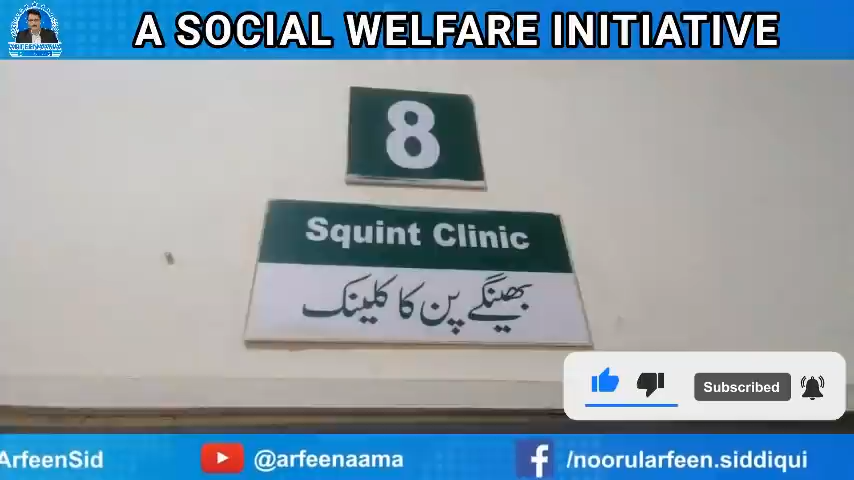 A SOCIAL WELFARE INITIATIVE
8
Squint Clinic
بھینگے پن کا کلینک
Subscribed
ArfeenSid
@arfeenaama
/noorularfeen.siddiqui